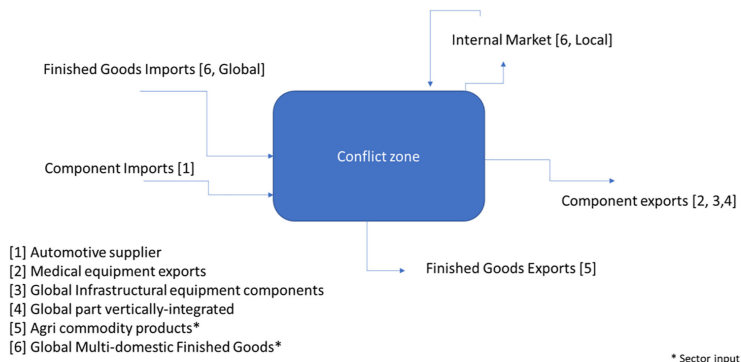 Internal Market [6, Local]
Finished Goods Imports [6, Global]
Conflict zone
Component Imports [1]
Component exports [2, 3,4]
Finished Goods Exports [5]
[1] Automotive supplier
[2] Medical equipment exports
[3] Global Infrastructural equipment components
[4] Global part vertically-integrated
[5] Agri commodity products*
[6] Global Multi-domestic Finished Goods*
* Sector input